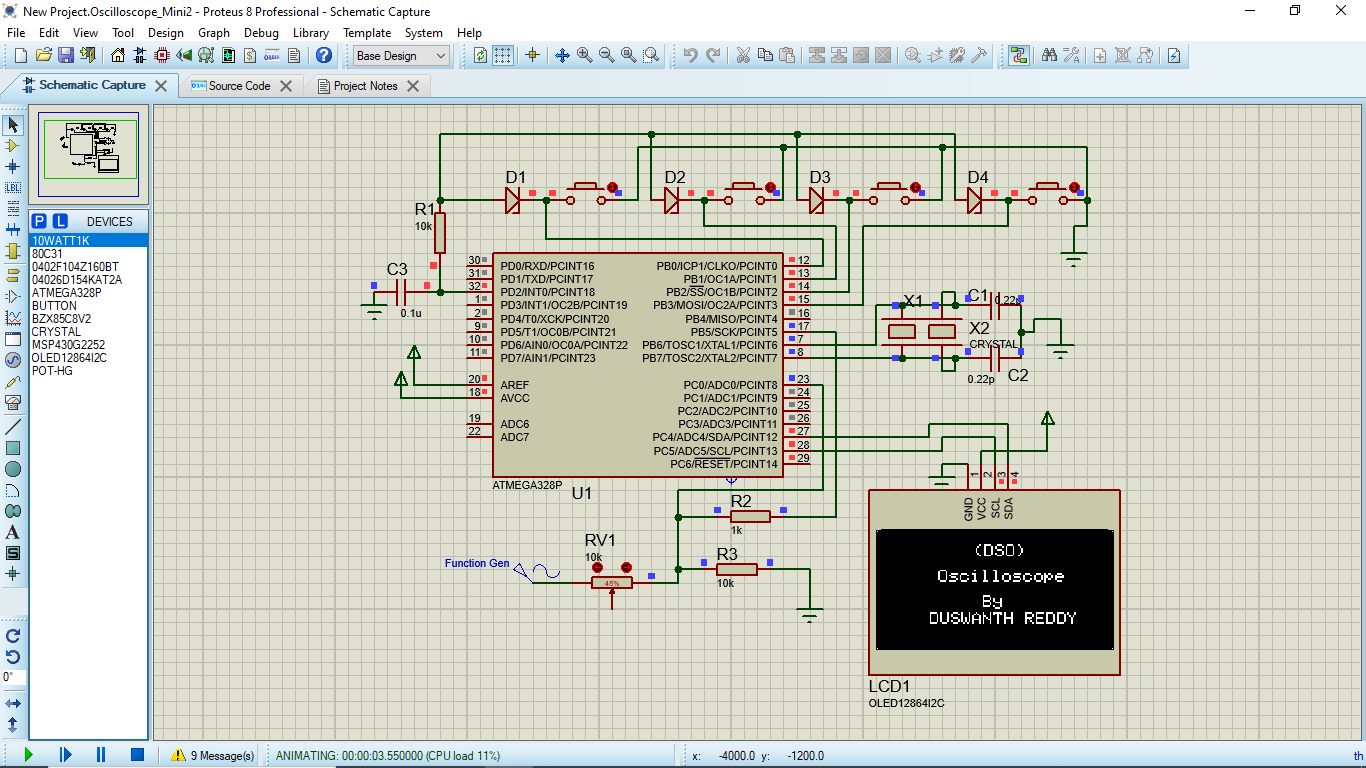 New Project.Oscilloscope_Mini2 - Proteus 8 Professional - Schematic Capture
File Edit View Tool Design Graph Debug Library Template System Help
Base Design
Schematic Capture
Source Code
Project Notes
P L DEVICES
10WATT1K
80C31
0402F104Z160BT
04026D154KAT2A
ATMEGA328P
BUTTON
BZX85C8V2
CRYSTAL
MSP430G2252
OLED12864I2C
POT-HG
LBL
A
S
0°
D1
D2
D3
D4
R1
10k
C3
0.1u
30 PD0/RXD/PCINT16
31 PD1/TXD/PCINT17
32 PD2/INT0/PCINT18
1 PD3/INT1/OC2B/PCINT19
2 PD4/T0/XCK/PCINT20
9 PD5/T1/OC0B/PCINT21
10 PD6/AIN0/OC0A/PCINT22
11 PD7/AIN1/PCINT23
20 AREF
18 AVCC
19 ADC6
22 ADC7
PB0/ICP1/CLKO/PCINT0 12
PB1/OC1A/PCINT1 13
PB2/SS/OC1B/PCINT2 14
PB3/MOSI/OC2A/PCINT3 15
PB4/MISO/PCINT4 16
PB5/SCK/PCINT5 17
PB6/TOSC1/XTAL1/PCINT6 7
PB7/TOSC2/XTAL2/PCINT7 8
PC0/ADC0/PCINT8 23
PC1/ADC1/PCINT9 24
PC2/ADC2/PCINT10 25
PC3/ADC3/PCINT11 26
PC4/ADC4/SDA/PCINT12 27
PC5/ADC5/SCL/PCINT13 28
PC6/RESET/PCINT14 29
ATMEGA328P
U1
X1
C1
0.22p
X2
CRYSTAL
0.22p
C2
R2
1k
RV1
10k
45%
Function Gen
R3
10k
1 2 3 4
GND VCC SCL SDA
(DSO)
Oscilloscope
By
DUSWANTH REDDY
LCD1
OLED12864I2C
9 Message(s)
ANIMATING: 00:00:03.550000 (CPU load 11%)
x: -4000.0 y: -1200.0
th